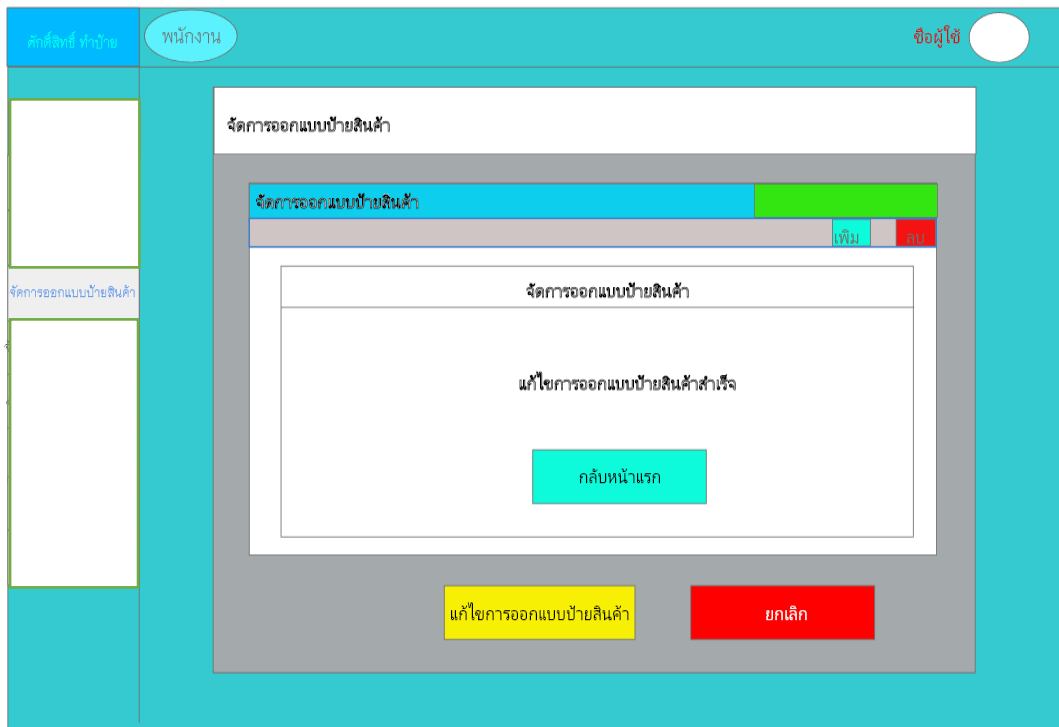 ศักดิ์สิทธิ์ ทำป้าย
พนักงาน
ชื่อผู้ใช้
จัดการออกแบบป้ายสินค้า
จัดการออกแบบป้ายสินค้า
เพิ่ม
ลบ
จัดการออกแบบป้ายสินค้า
จัดการออกแบบป้ายสินค้า
แก้ไขการออกแบบป้ายสินค้าสำเร็จ
กลับหน้าแรก
แก้ไขการออกแบบป้ายสินค้า
ยกเลิก